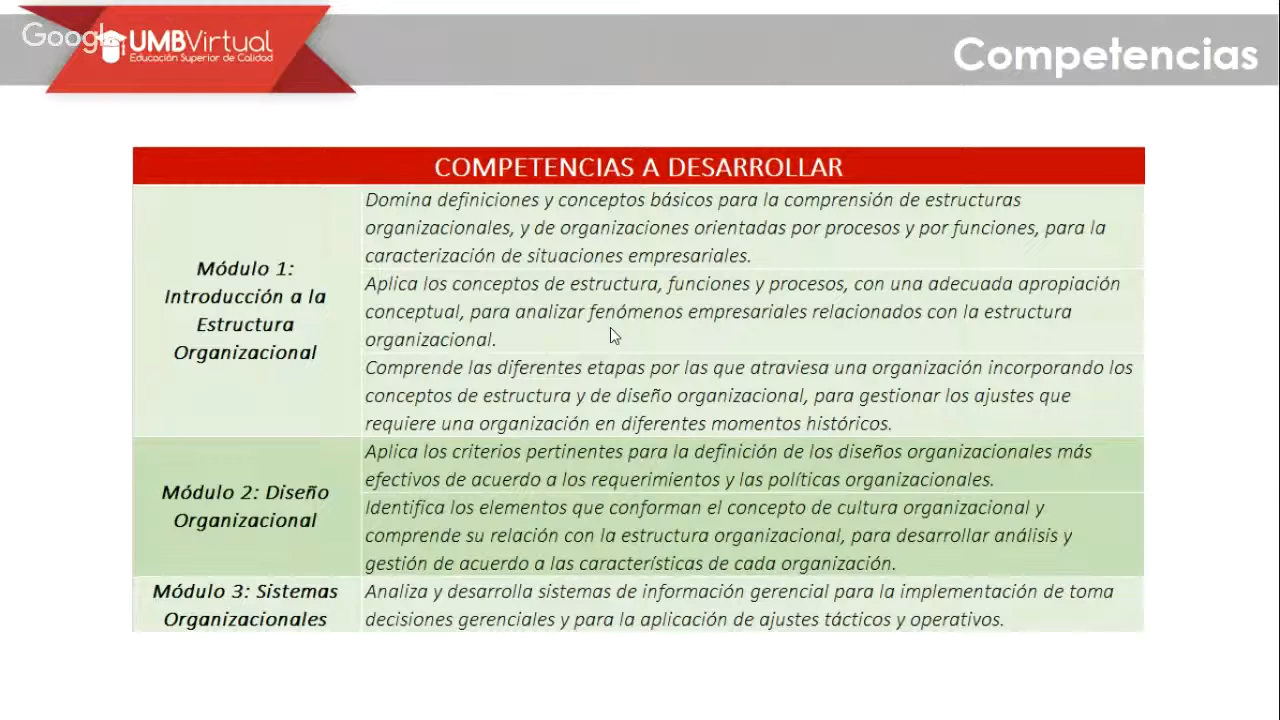 Google
UMBVirtual
Educación Superior de Calidad
Competencias
COMPETENCIAS A DESARROLLAR
Módulo 1:
Introducción a la
Estructura
Organizacional
Domina definiciones y conceptos básicos para la comprensión de estructuras
organizacionales, y de organizaciones orientadas por procesos y por funciones, para la
caracterización de situaciones empresariales.
Aplica los conceptos de estructura, funciones y procesos, con una adecuada apropiación
conceptual, para analizar fenómenos empresariales relacionados con la estructura
organizacional.
Comprende las diferentes etapas por las que atraviesa una organización incorporando los
conceptos de estructura y de diseño organizacional, para gestionar los ajustes que
requiere una organización en diferentes momentos históricos.
Módulo 2: Diseño
Organizacional
Aplica los criterios pertinentes para la definición de los diseños organizacionales más
efectivos de acuerdo a los requerimientos y las políticas organizacionales.
Identifica los elementos que conforman el concepto de cultura organizacional y
comprende su relación con la estructura organizacional, para desarrollar análisis y
gestión de acuerdo a las características de cada organización.
Módulo 3: Sistemas
Organizacionales
Analiza y desarrolla sistemas de información gerencial para la implementación de toma
decisiones gerenciales y para la aplicación de ajustes tácticos y operativos.